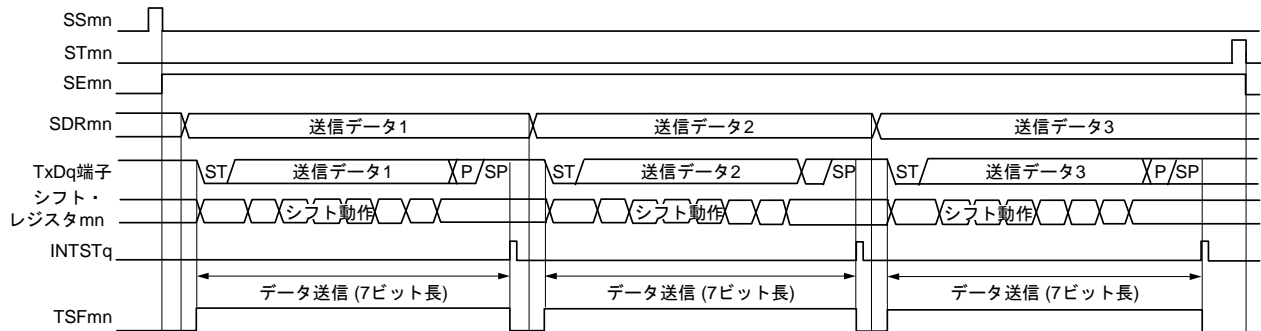 SSmn
STmn
SEmn
SDRmn 送信データ1 送信データ2 送信データ3
TxDq端子 ST 送信データ1 P SP ST 送信データ2 SP ST 送信データ3 P SP
シフト・
レジスタmn シフト動作 シフト動作 シフト動作
INTSTq
データ送信 (7ビット長) データ送信 (7ビット長) データ送信 (7ビット長)
TSFmn